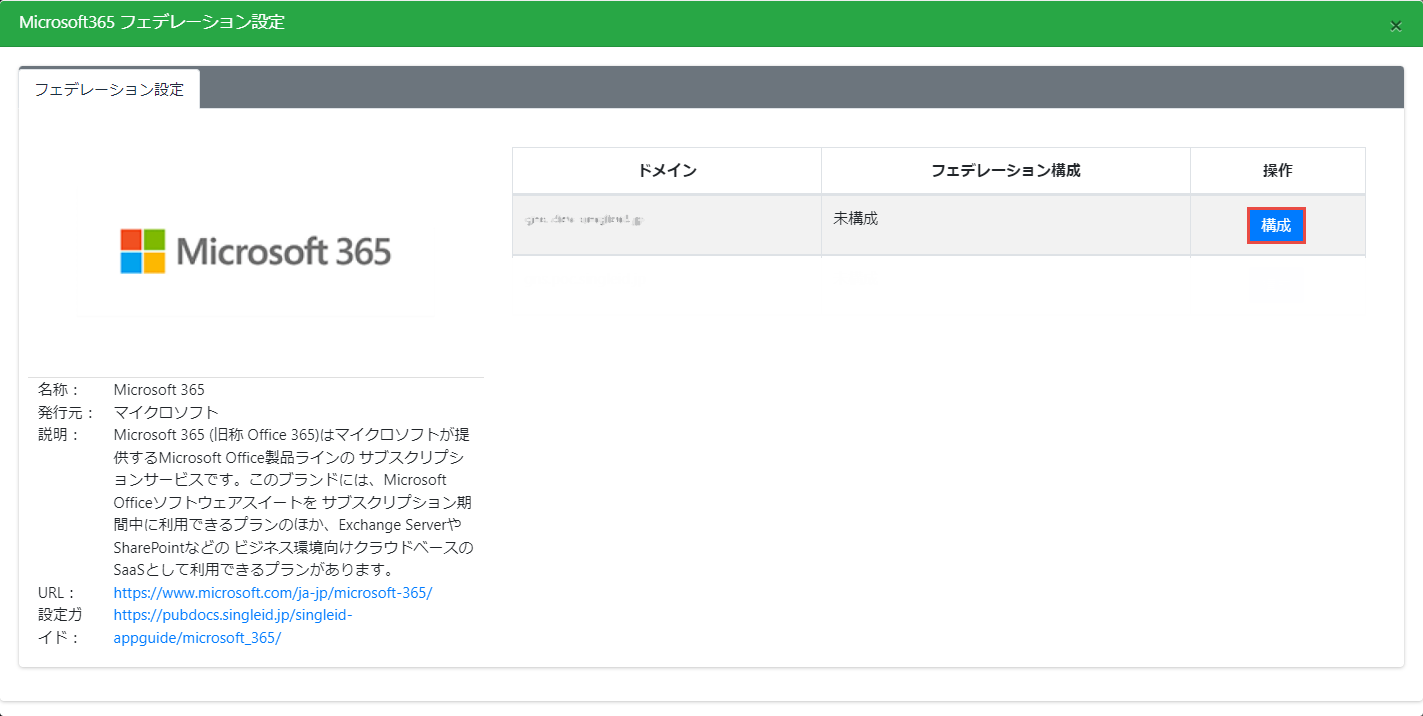 Microsoft365 フェデレーション設定
×
フェデレーション設定
Microsoft 365
名称： Microsoft 365
発行元： マイクロソフト
説明： Microsoft 365 (旧称 Office 365)はマイクロソフトが提
供するMicrosoft Office製品ラインの サブスクリプシ
ョンサービスです。このブランドには、Microsoft
Officeソフトウェアスイートを サブスクリプション期
間中に利用できるプランのほか、Exchange Serverや
SharePointなどの ビジネス環境向けクラウドベースの
SaaSとして利用できるプランがあります。
URL： https://www.microsoft.com/ja-jp/microsoft-365/
設定ガ https://pubdocs.singleid.jp/singleid-
イド： appguide/microsoft_365/
ドメイン フェデレーション構成 操作
未構成 構成